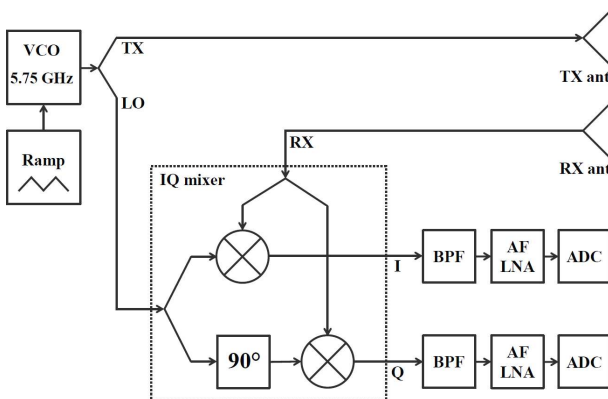 VCO
5.75 GHz
TX
TX ant
LO
Ramp
RX
RX ant
IQ mixer
I
BPF
AF
LNA
ADC
90°
Q
BPF
AF
LNA
ADC